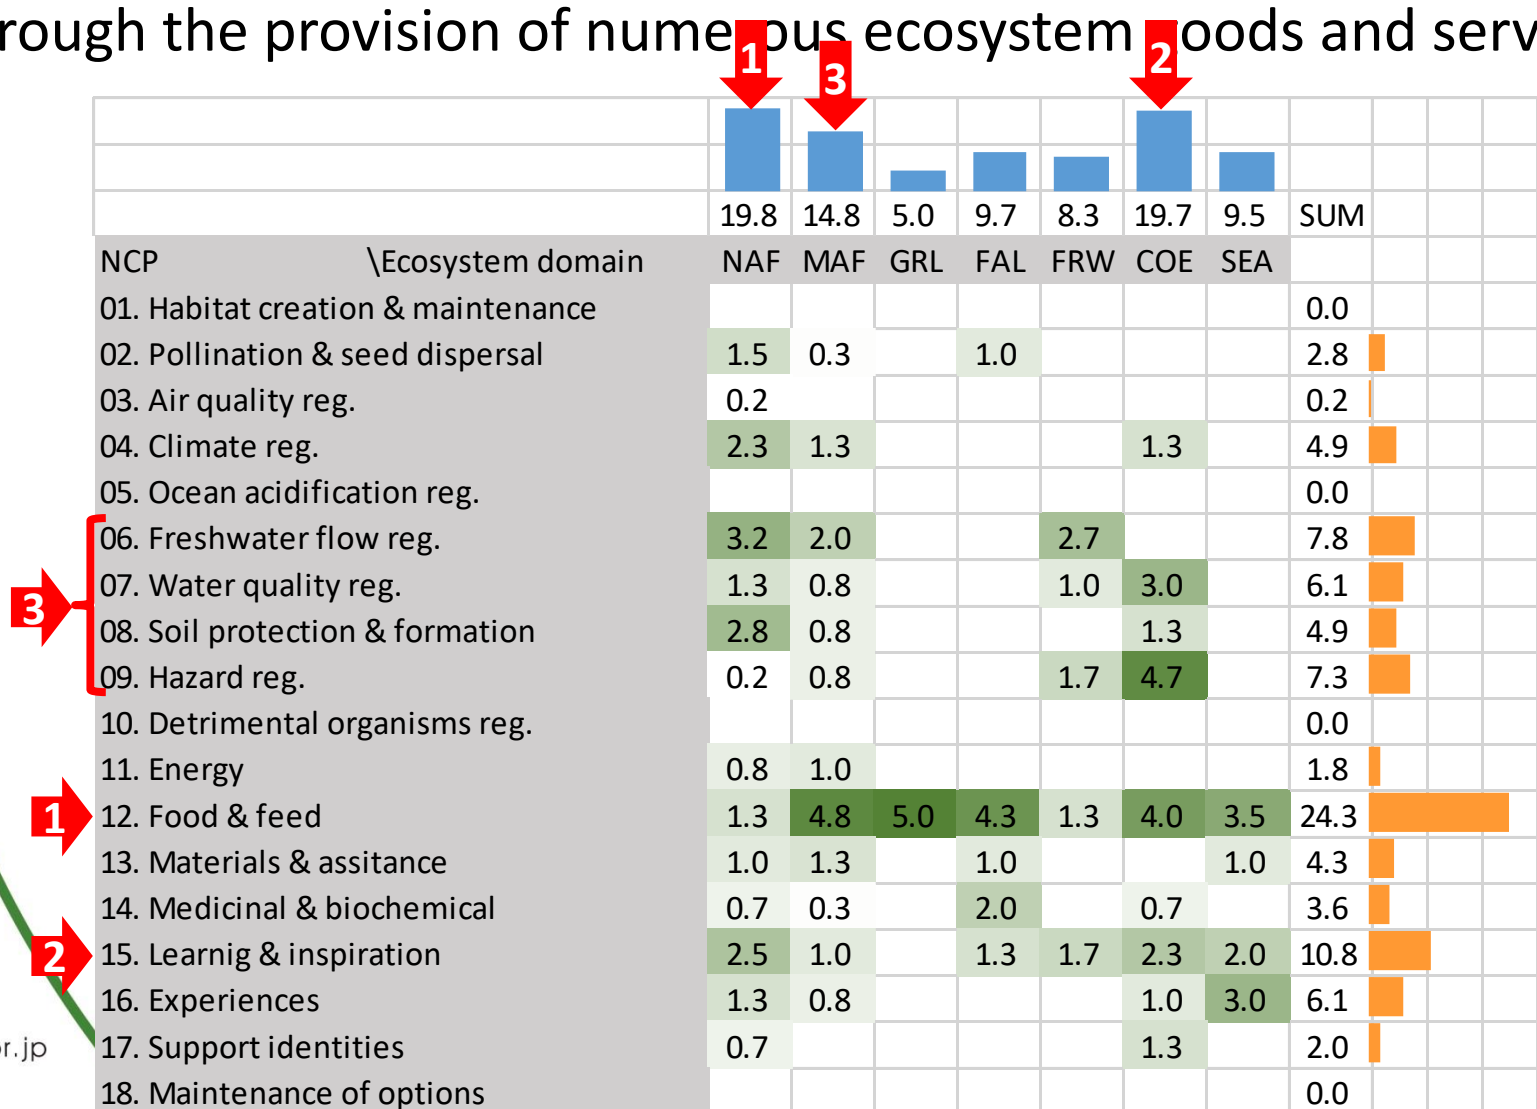 rough the provision of nume ous ecosystem oods and serv
1 3 2
19.8 14.8 5.0 9.7 8.3 19.7 9.5 SUM
NCP \Ecosystem domain NAF MAF GRL FAL FRW COE SEA
01. Habitat creation & maintenance 0.0
02. Pollination & seed dispersal 1.5 0.3 1.0 2.8
03. Air quality reg. 0.2 0.2
04. Climate reg. 2.3 1.3 1.3 4.9
05. Ocean acidification reg. 0.0
06. Freshwater flow reg. 3.2 2.0 2.7 7.8
07. Water quality reg. 1.3 0.8 1.0 3.0 6.1
3
08. Soil protection & formation 2.8 0.8 1.3 4.9
09. Hazard reg. 0.2 0.8 1.7 4.7 7.3
10. Detrimental organisms reg. 0.0
11. Energy 0.8 1.0 1.8
1 12. Food & feed 1.3 4.8 5.0 4.3 1.3 4.0 3.5 24.3
13. Materials & assitance 1.0 1.3 1.0 1.0 4.3
14. Medicinal & biochemical 0.7 0.3 2.0 0.7 3.6
2 15. Learnig & inspiration 2.5 1.0 1.3 1.7 2.3 2.0 10.8
16. Experiences 1.3 0.8 1.0 3.0 6.1
r.jp 17. Support identities 0.7 1.3 2.0
18. Maintenance of options 0.0